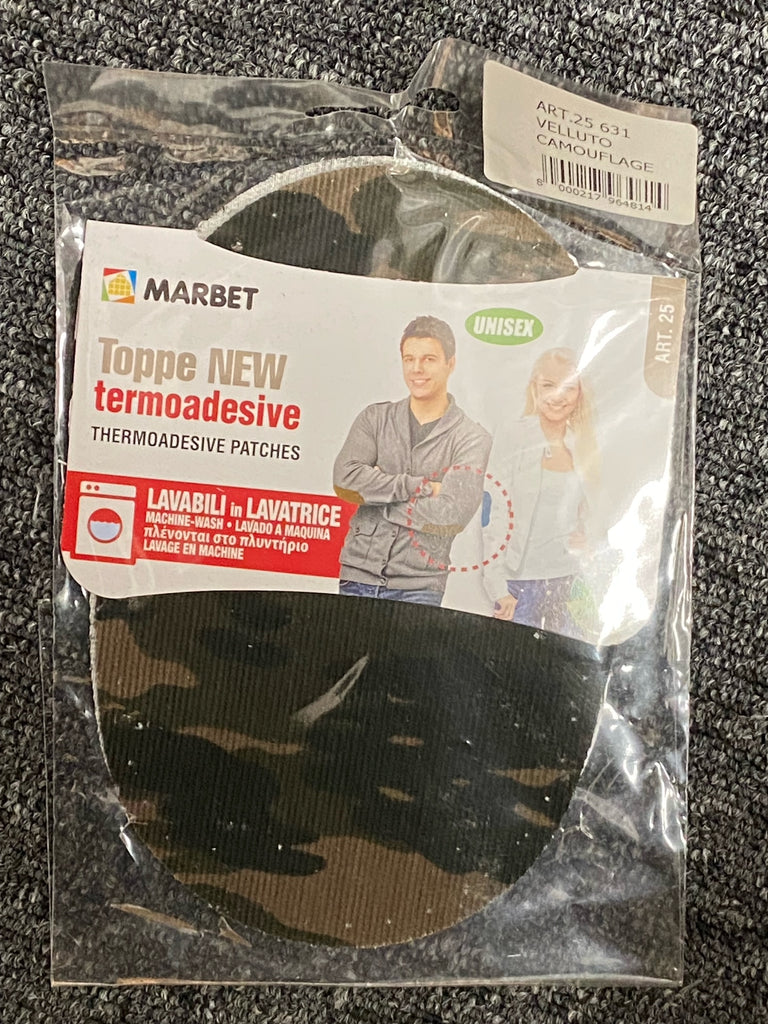 ART.25 631
VELLUTO
CAMOUFLAGE
8 000217 964814
MARBET
UNISEX
ART. 25
Toppe NEW
termoadesive
THERMOADESIVE PATCHES
LAVABILI in LAVATRICE
MACHINE-WASH • LAVADO A MAQUINA
πλένονται στο πλυντήριο
LAVAGE EN MACHINE